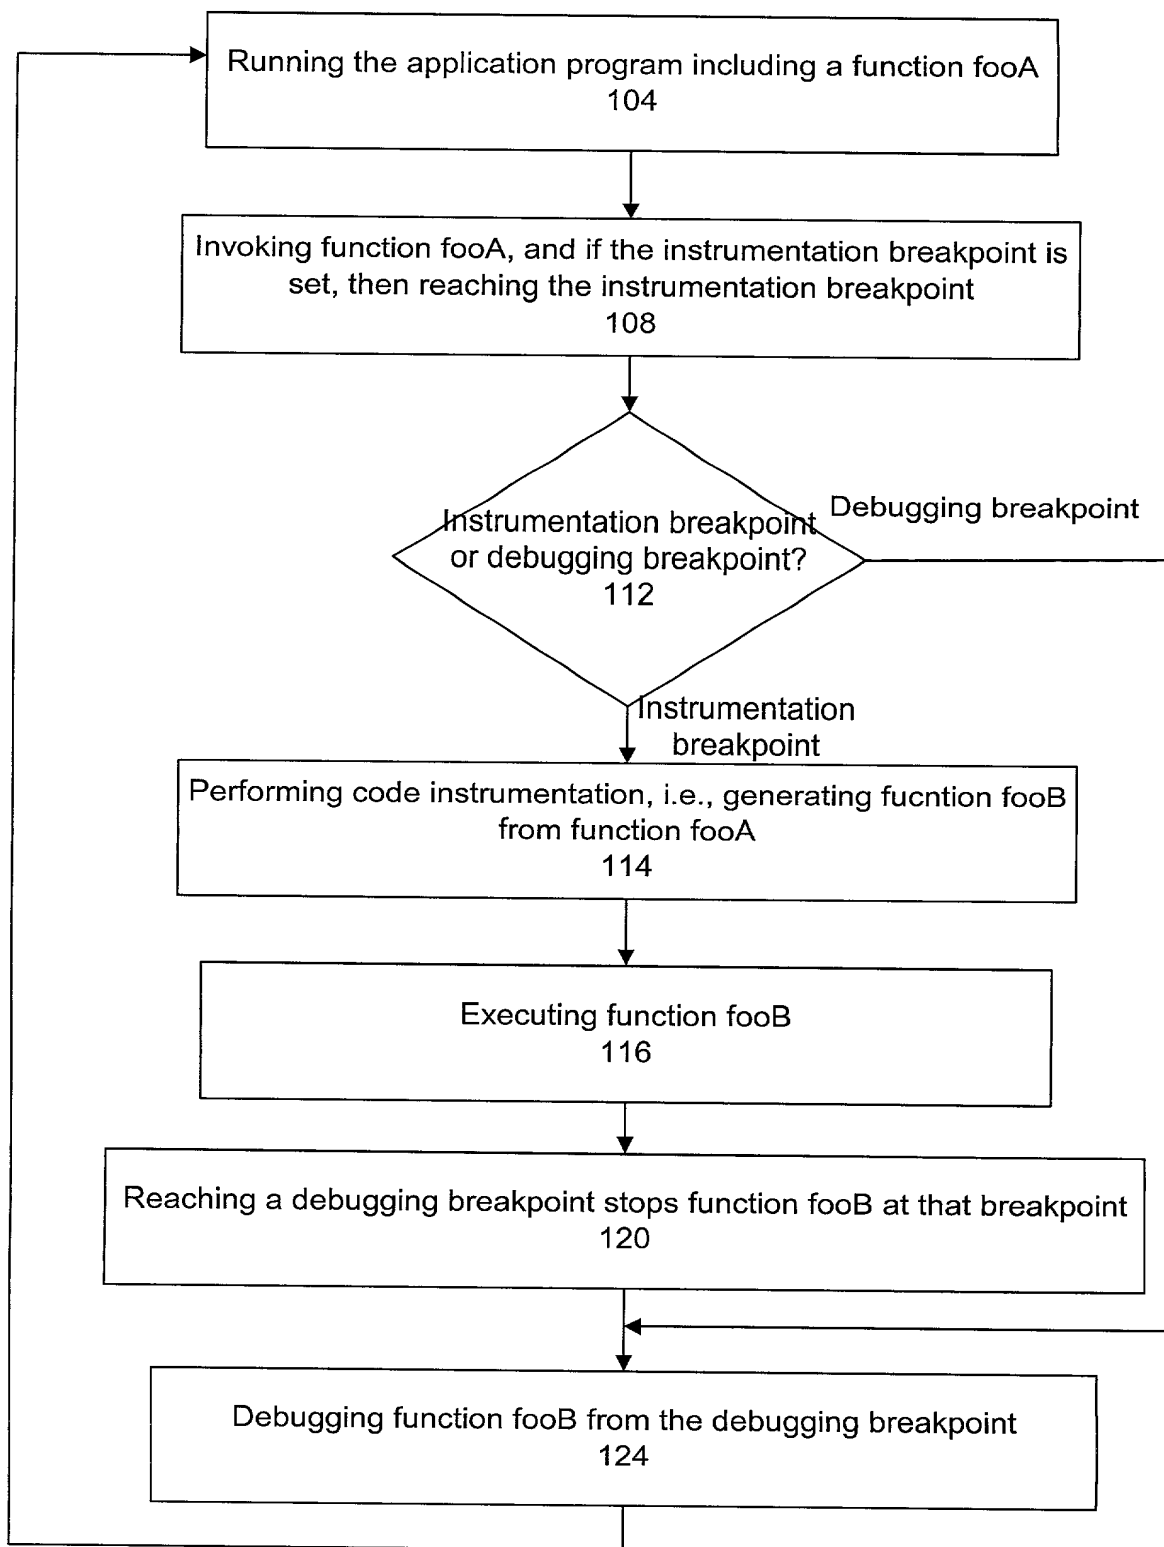 Running the application program including a function fooA
104
Invoking function fooA, and if the instrumentation breakpoint is
set, then reaching the instrumentation breakpoint
108
Debugging breakpoint
Instrumentation breakpoint
or debugging breakpoint?
112
Instrumentation
breakpoint
Performing code instrumentation, i.e., generating fucntion fooB
from function fooA
114
Executing function fooB
116
Reaching a debugging breakpoint stops function fooB at that breakpoint
120
Debugging function fooB from the debugging breakpoint
124